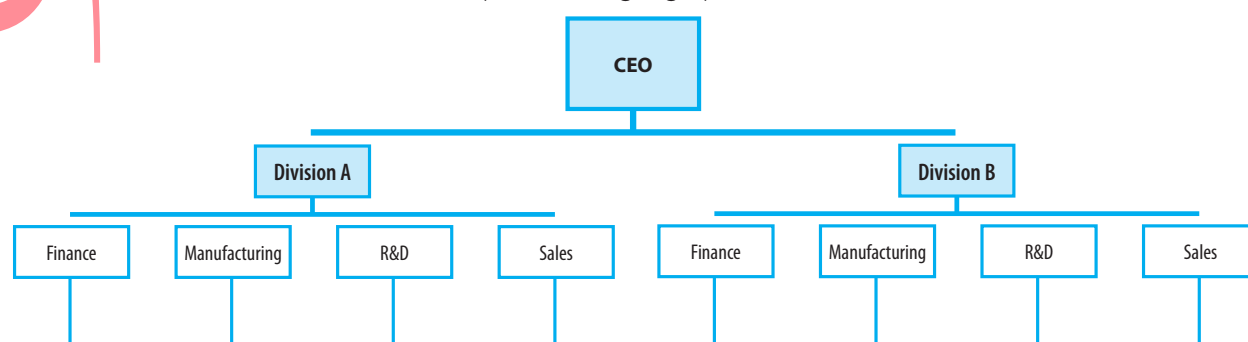 CEO
Division A
Division B
Finance
Manufacturing
R&D
Sales
Finance
Manufacturing
R&D
Sales